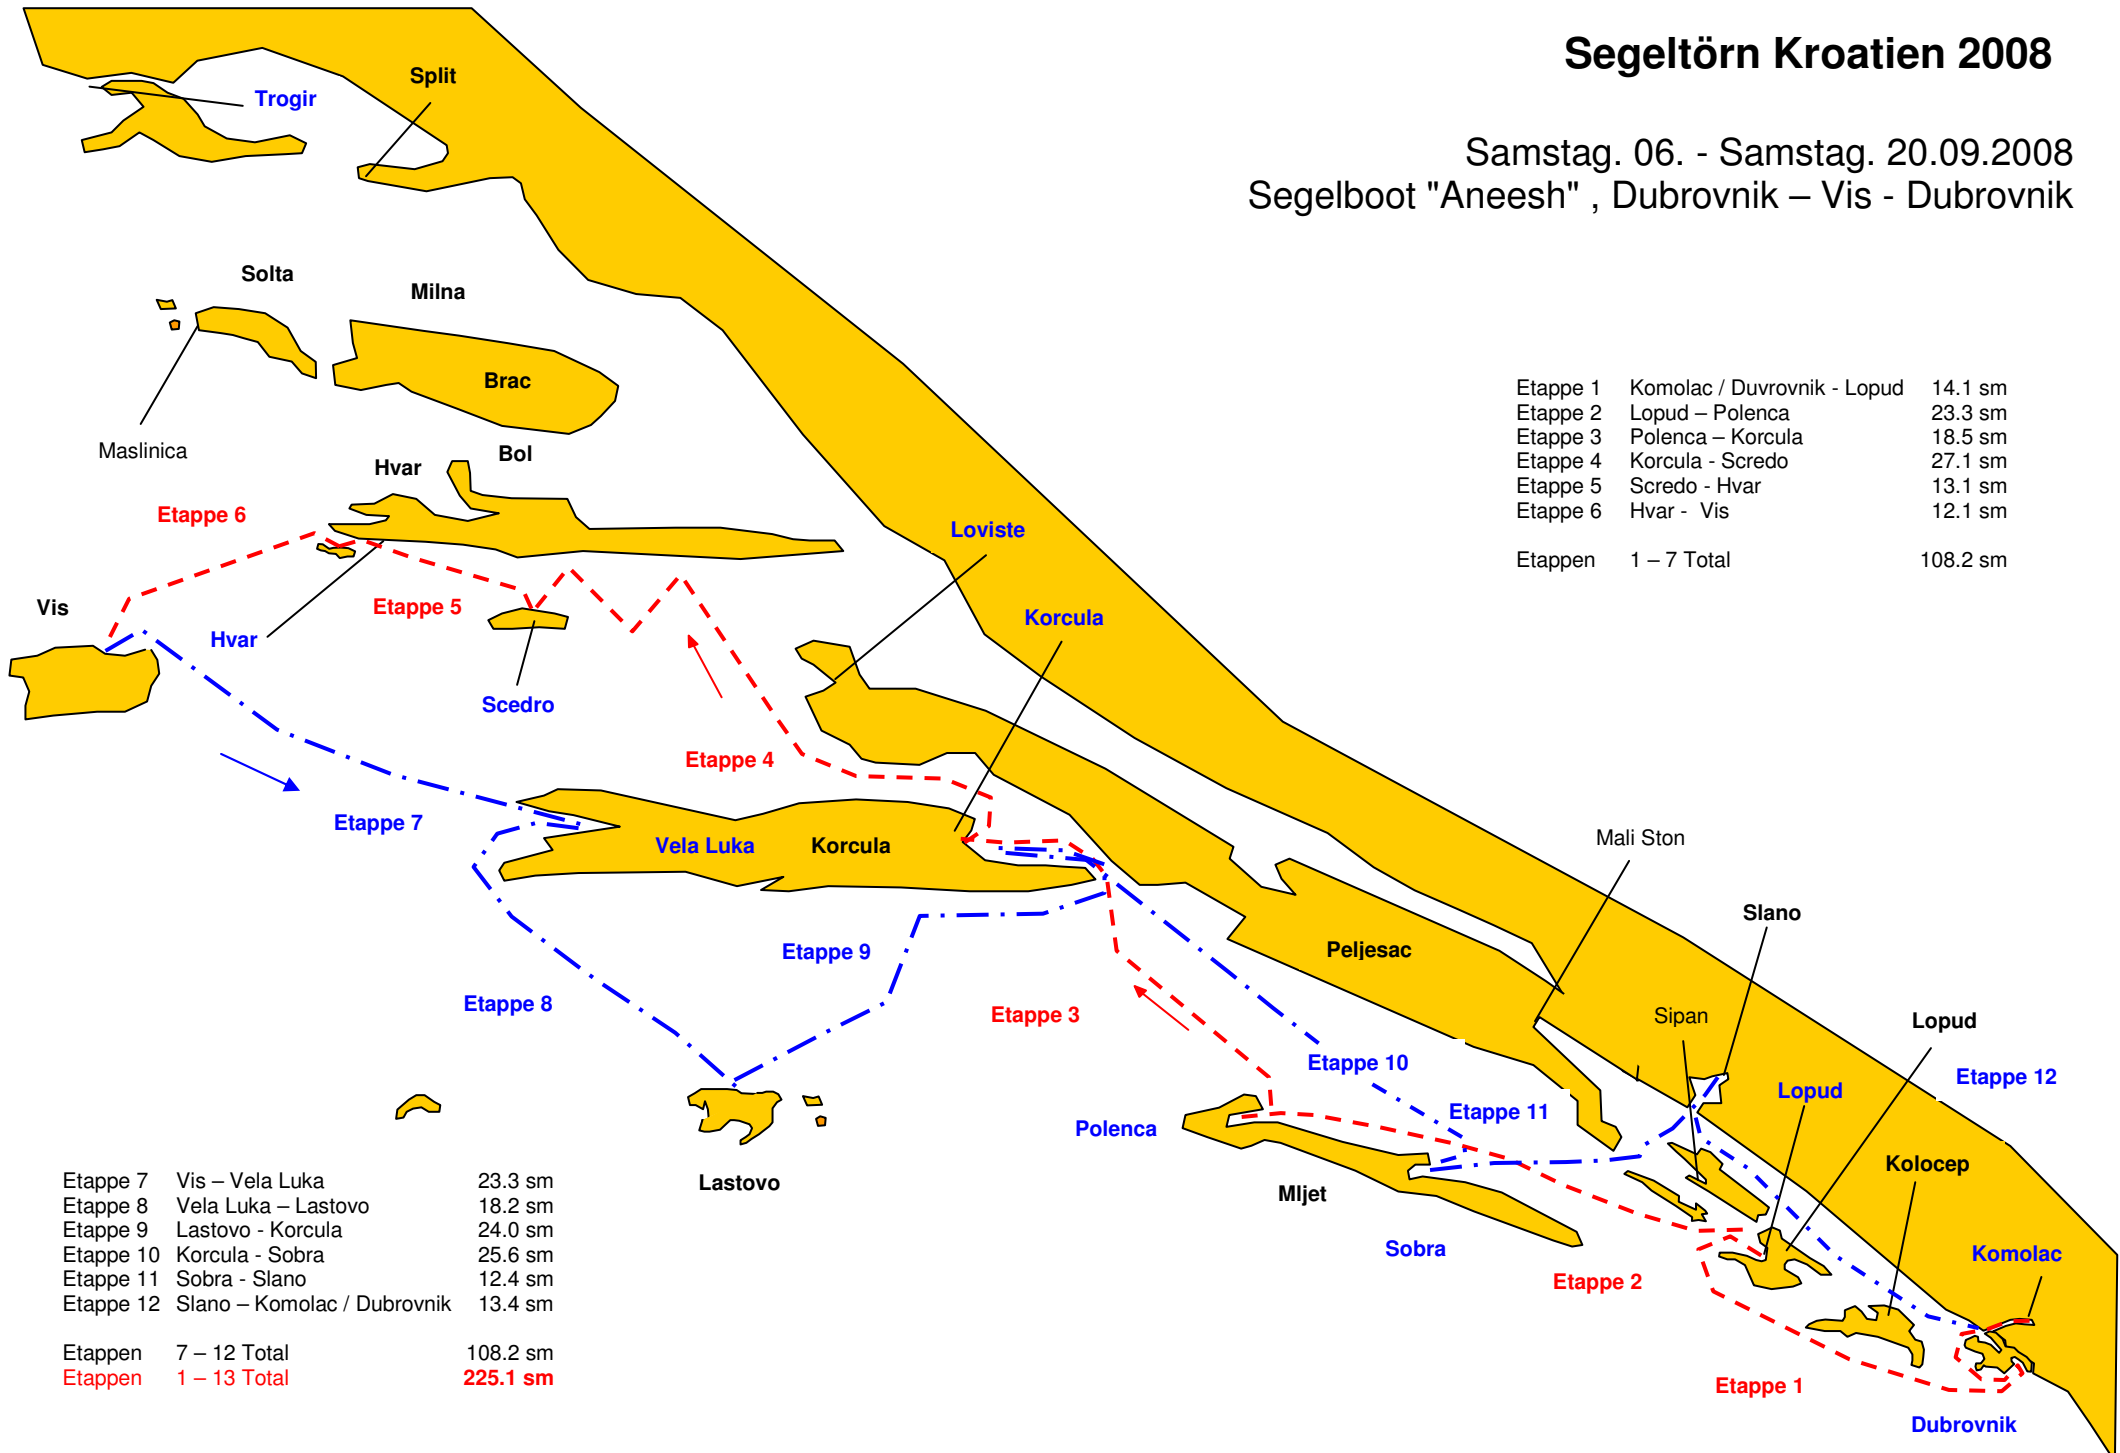 Segeltörn Kroatien 2008
Samstag. 06. - Samstag. 20.09.2008
Segelboot "Aneesh" , Dubrovnik – Vis - Dubrovnik
Split
Trogir
Solta
Milna
Brac
Maslinica
Bol
Hvar
Etappe 6
Etappe 1 Komolac / Duvrovnik - Lopud 14.1 sm
Etappe 2 Lopud – Polenca 23.3 sm
Etappe 3 Polenca – Korcula 18.5 sm
Etappe 4 Korcula - Scredo 27.1 sm
Etappe 5 Scredo - Hvar 13.1 sm
Etappe 6 Hvar - Vis 12.1 sm
Etappen 1 – 7 Total 108.2 sm
Loviste
Vis
Etappe 5
Korcula
Hvar
Scedro
Etappe 4
Etappe 7
Vela Luka
Korcula
Mali Ston
Slano
Etappe 9
Peljesac
Etappe 8
Etappe 3
Sipan
Lopud
Etappe 10
Etappe 12
Lopud
Etappe 11
Polenca
Kolocep
Lastovo
Mljet
Sobra
Komolac
Etappe 2
Etappe 1
Dubrovnik
Etappe 7 Vis – Vela Luka 23.3 sm
Etappe 8 Vela Luka – Lastovo 18.2 sm
Etappe 9 Lastovo - Korcula 24.0 sm
Etappe 10 Korcula - Sobra 25.6 sm
Etappe 11 Sobra - Slano 12.4 sm
Etappe 12 Slano – Komolac / Dubrovnik 13.4 sm
Etappen 7 – 12 Total 108.2 sm
Etappen 1 – 13 Total 225.1 sm